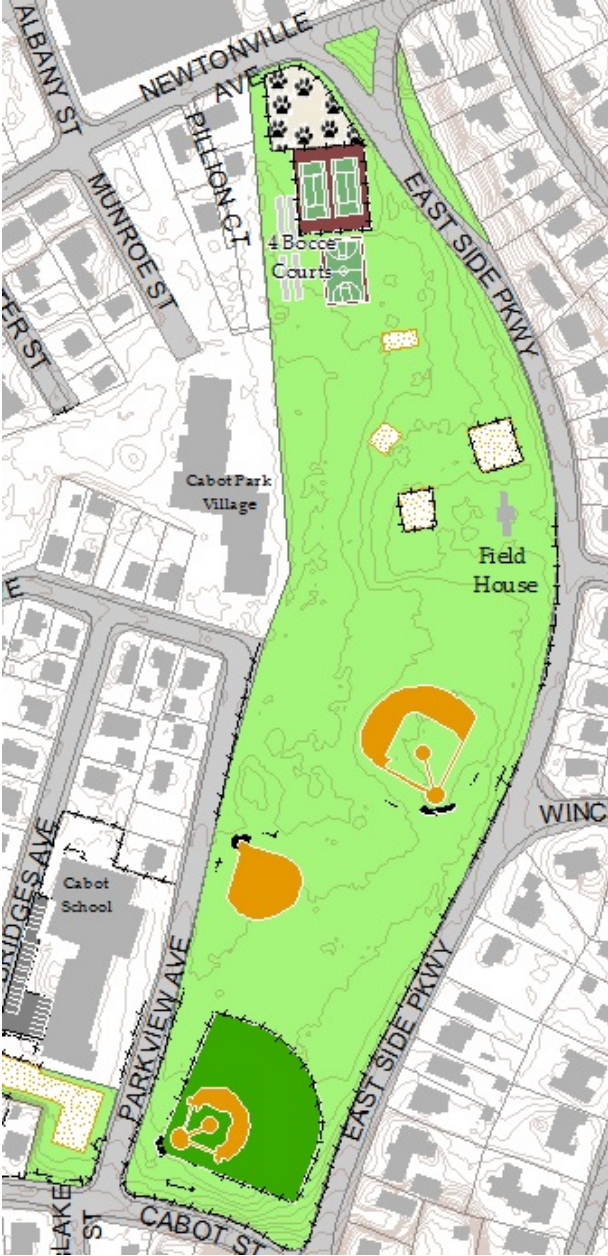 ALBANY ST
NEWTONVILLE
AVE
PILLION CT
MUNROE ST
ER ST
EAST SIDE PKWY
4 Bocce
Courts
Cabot Park
Village
Field
House
E
WINC
Cabot
School
RIDGES AVE
PARKVIEW AVE
EAST SIDE PKWY
LAKE
ST
CABOT ST